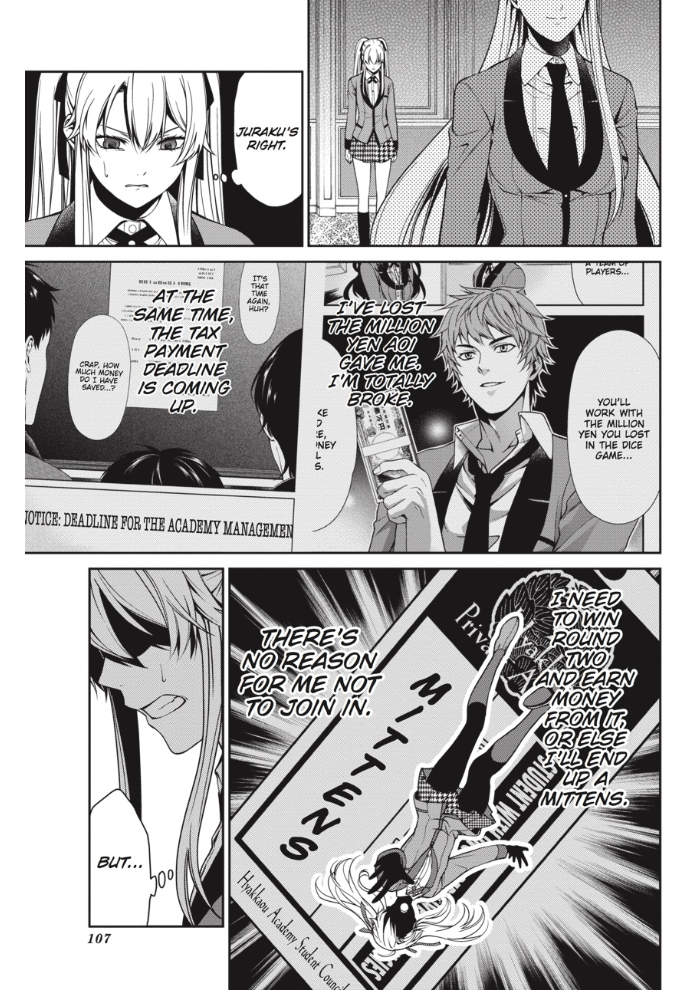 JURAKU'S
RIGHT.
A TEAM OF
PLAYERS...
I'VE LOST
THE MILLION
YEN AOI
GAVE ME.
I'M TOTALLY
BROKE.
YOU'LL
WORK WITH
THE MILLION
YEN YOU LOST
IN THE DICE
GAME...
IT'S
THAT
TIME
AGAIN,
HUH?
AT THE
SAME TIME,
THE TAX
PAYMENT
DEADLINE
IS COMING
UP.
CRAP, HOW
MUCH MONEY
DO I HAVE
SAVED...?
NOTICE: DEADLINE FOR THE ACADEMY MANAGEMEN
I NEED
TO WIN
ROUND
TWO
AND EARN
MONEY
FROM IT,
OR ELSE
I'LL END
UP A
MITTENS.
THERE'S
NO REASON
FOR ME NOT
TO JOIN IN.
MITTENS
Hyakkaou Academy Student Counci
BUT...
107